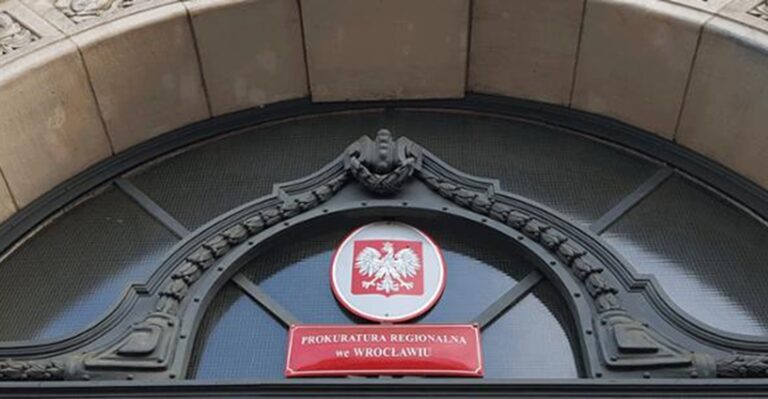 PROKURATURA REGIONALNA
we WROCŁAWIU